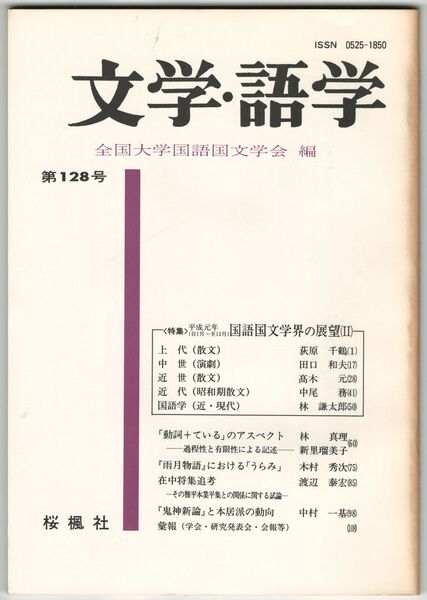 ISSN 0525-1850
文学・語学
全国大学国語国文学会 編
第128号
〈特集〉平成元年(自1月〜至12月)国語国文学界の展望(II)
上代(散文) 荻原 千鶴(1)
中世(演劇) 田口 和夫(17)
近世(散文) 髙木 元(28)
近代(昭和期散文) 中尾 務(41)
国語学(近・現代) 林 謙太郎(50)
「動詞+ている」のアスペクト 林 真理
――過程性と有限性による記述―― 新里瑠美子(60)
『雨月物語』における「うらみ」 木村 秀次(75)
在中将集追考 渡辺 泰宏(85)
―その雅平本業平集との関係に関する試論―
『鬼神新論』と本居派の動向 中村 一基(98)
彙報(学会・研究発表会・会報等)
桜楓社